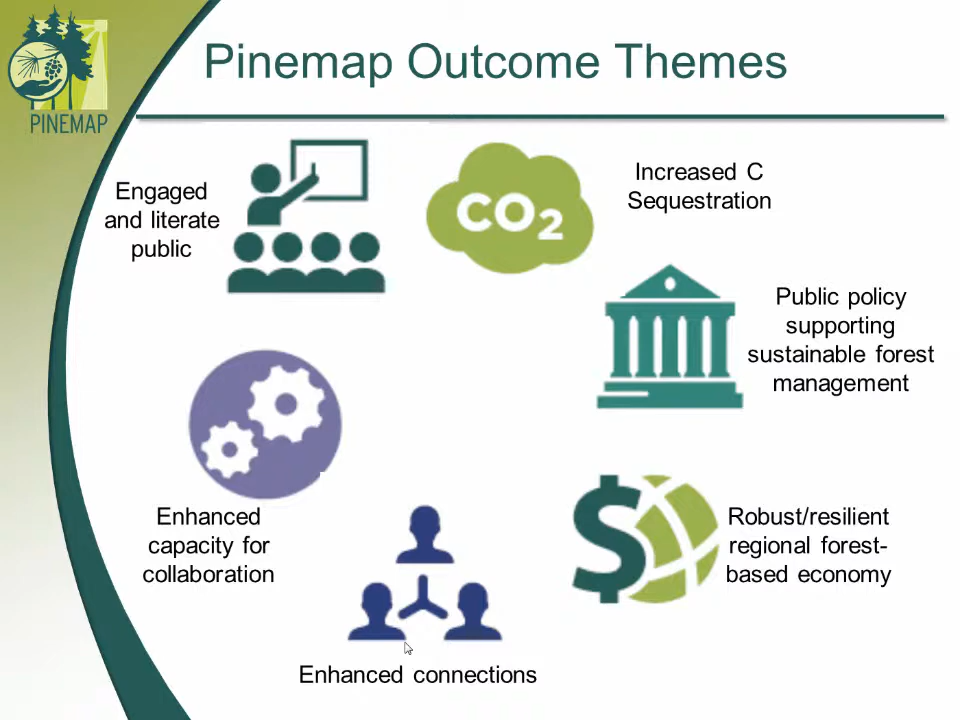 PINEMAP
Pinemap Outcome Themes
Engaged
and literate
public
CO2
Increased C
Sequestration
Public policy
supporting
sustainable forest
management
Enhanced
capacity for
collaboration
$
Robust/resilient
regional forest-
based economy
Enhanced connections